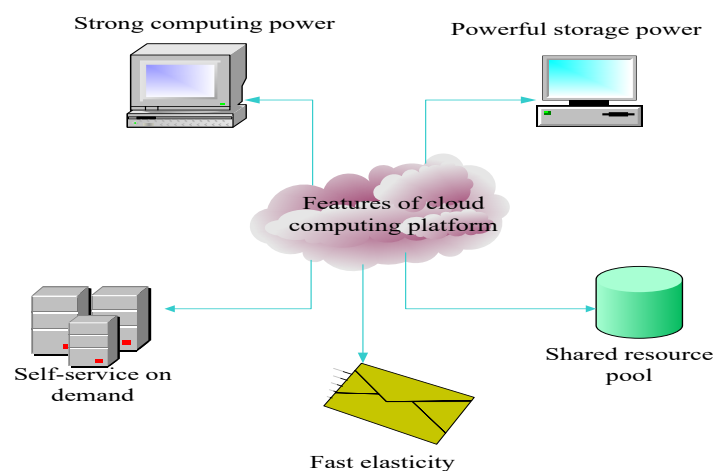 Strong computing power
Powerful storage power
Features of cloud
computing platform
Self-service on
demand
Shared resource
pool
Fast elasticity